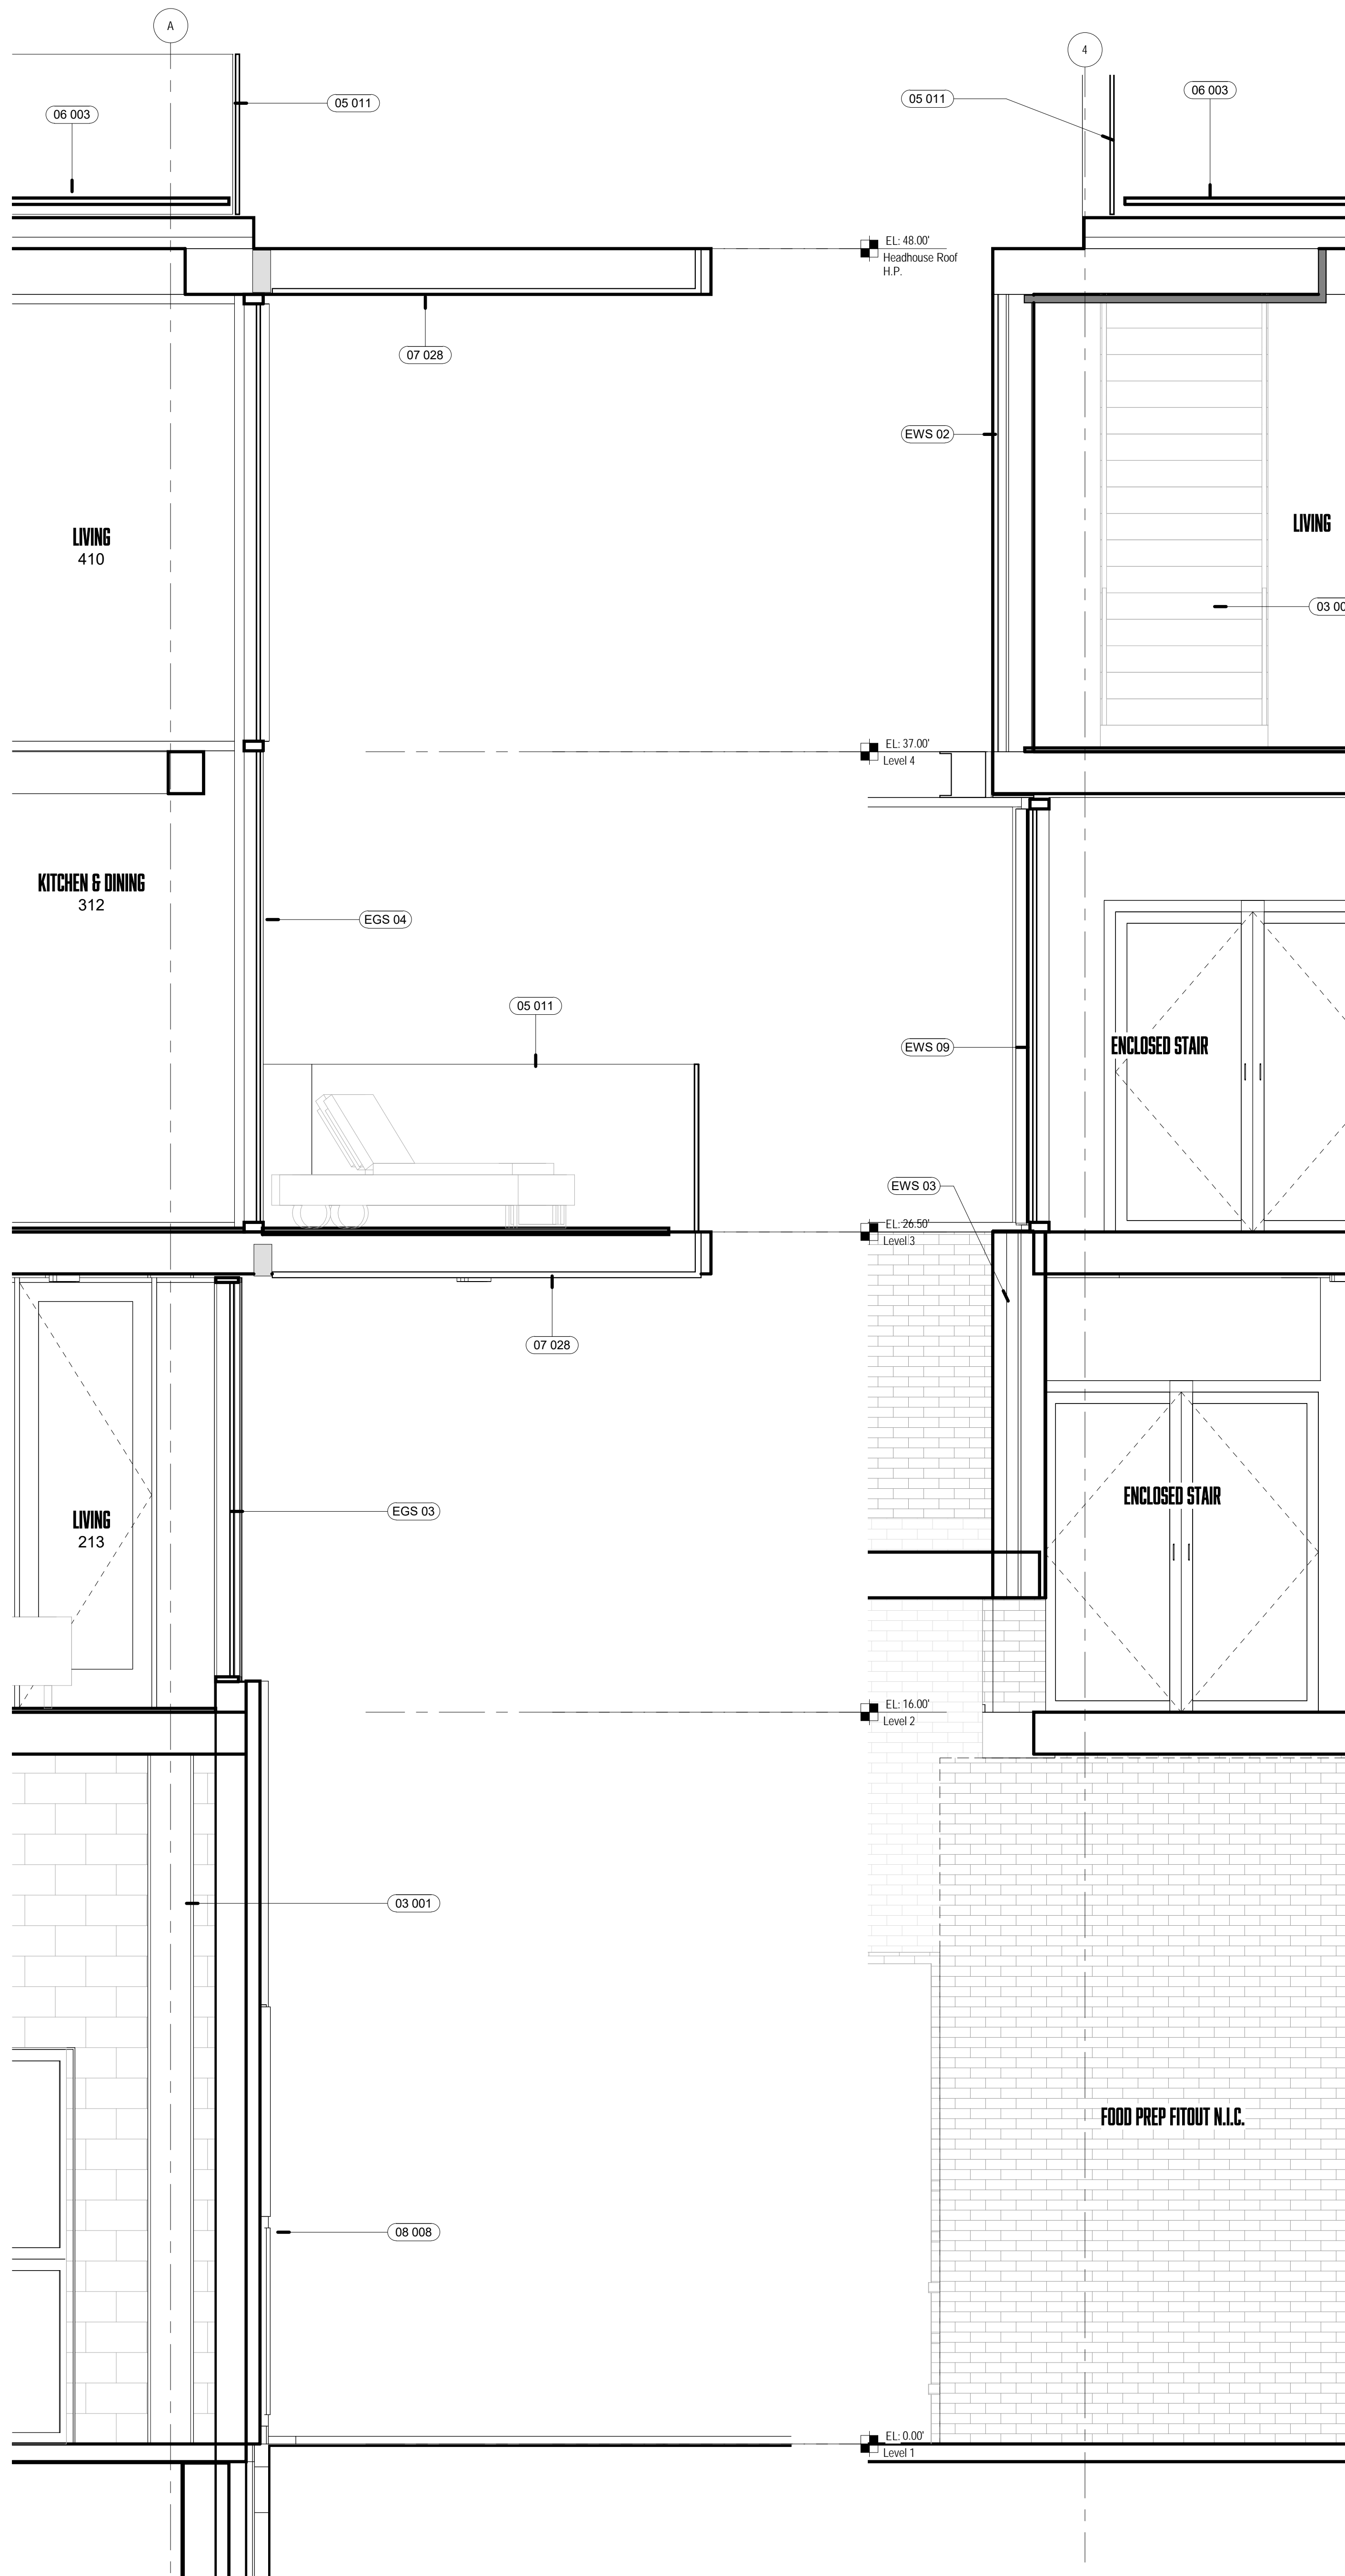 A
4
05 011
05 011
06 003
06 003
EL: 48.00'
Headhouse Roof
H.P.
07 028
EWS 02
LIVING
410
LIVING
03 00
EL: 37.00'
Level 4
KITCHEN & DINING
312
EGS 04
05 011
ENCLOSED STAIR
EWS 09
EWS 03
EL: 26.50'
Level 3
07 028
ENCLOSED STAIR
EGS 03
LIVING
213
EL: 16.00'
Level 2
03 001
FOOD PREP FITOUT N.I.C.
08 008
EL: 0.00'
Level 1